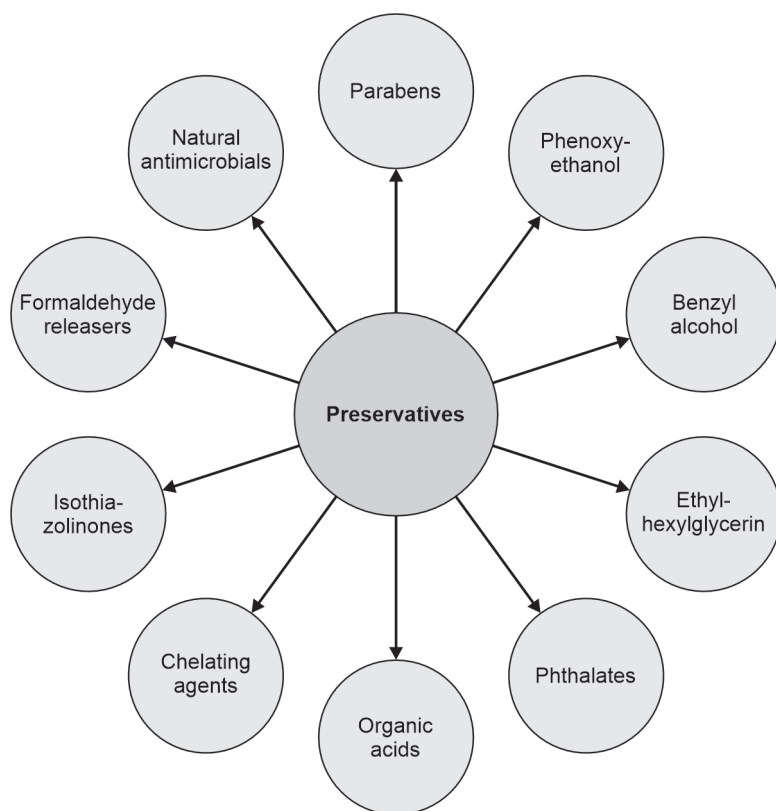 Parabens
Phenoxy-
ethanol
Benzyl
alcohol
Ethyl-
hexylglycerin
Phthalates
Organic
acids
Chelating
agents
Isothia-
zolinones
Formaldehyde
releasers
Natural
antimicrobials
Preservatives